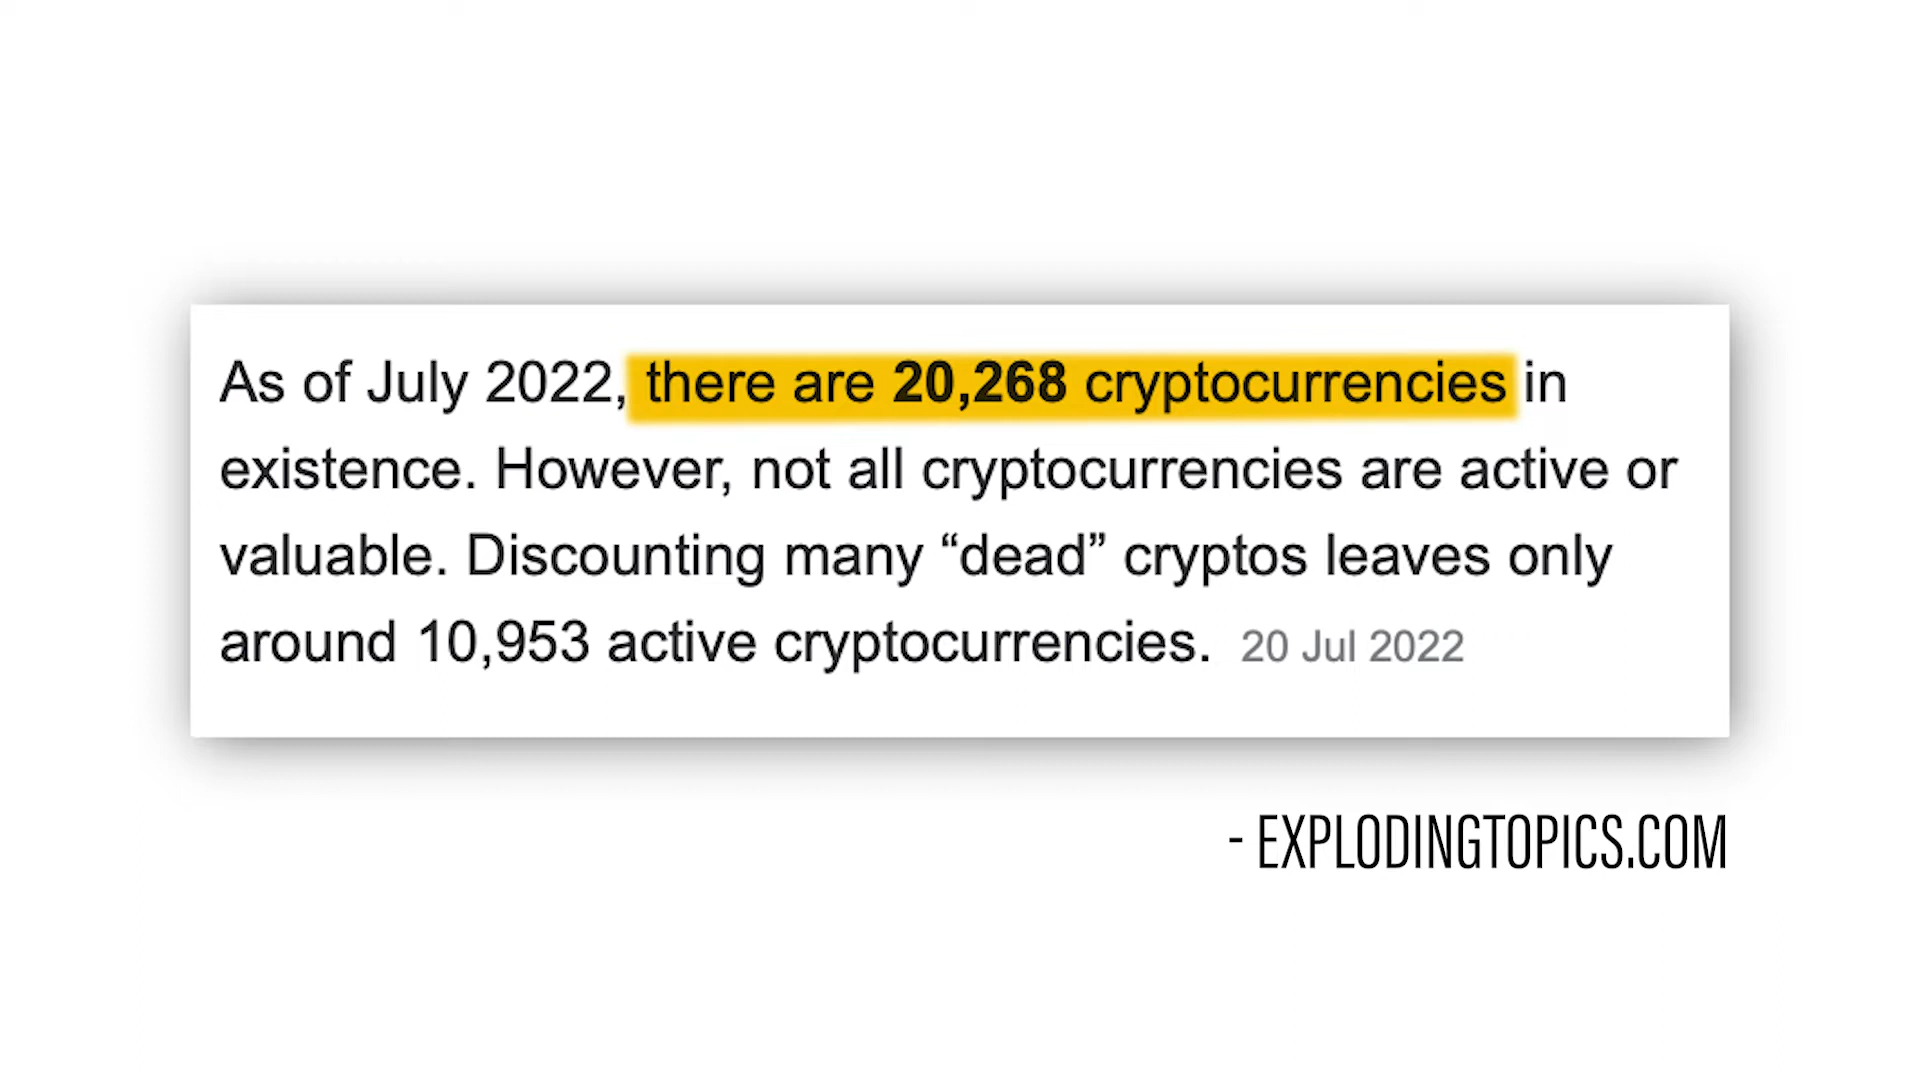 As of July 2022, there are 20,268 cryptocurrencies in
existence. However, not all cryptocurrencies are active or
valuable. Discounting many “dead” cryptos leaves only
around 10,953 active cryptocurrencies. 20 Jul 2022
- EXPLODINGTOPICS.COM